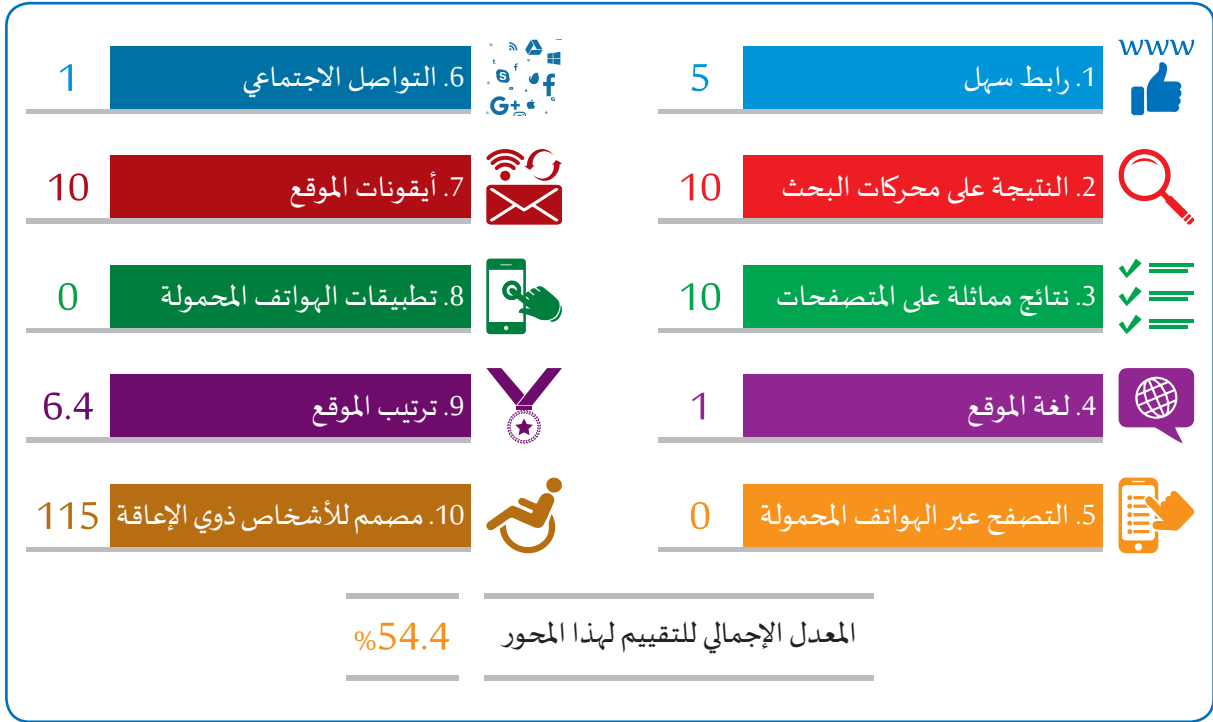 www
1. رابط سهل 5
2. النتيجة على محركات البحث 10
3. نتائج مماثلة على المتصفحات 10
4. لغة الموقع 1
5. التصفح عبر الهواتف المحمولة 0
6. التواصل الاجتماعي 1
7. أيقونات الموقع 10
8. تطبيقات الهواتف المحمولة 0
9. ترتيب الموقع 6.4
10. مصمم للأشخاص ذوي الإعاقة 115
المعدل الإجمالي للتقييم لهذا المحور %54.4